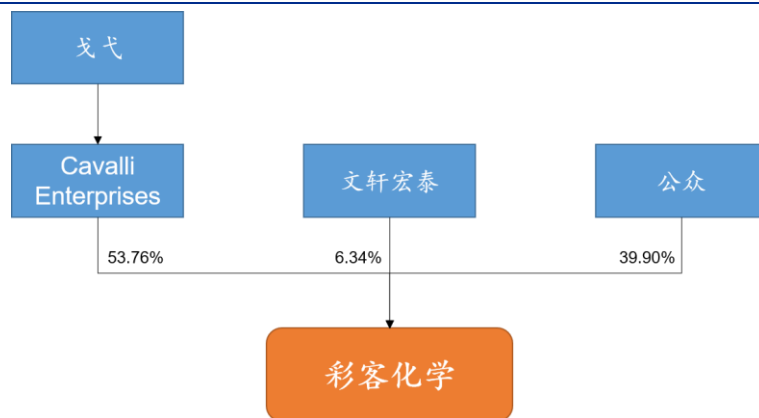 戈弋
Cavalli
Enterprises
文轩宏泰
公众
53.76%
6.34%
39.90%
彩客化学